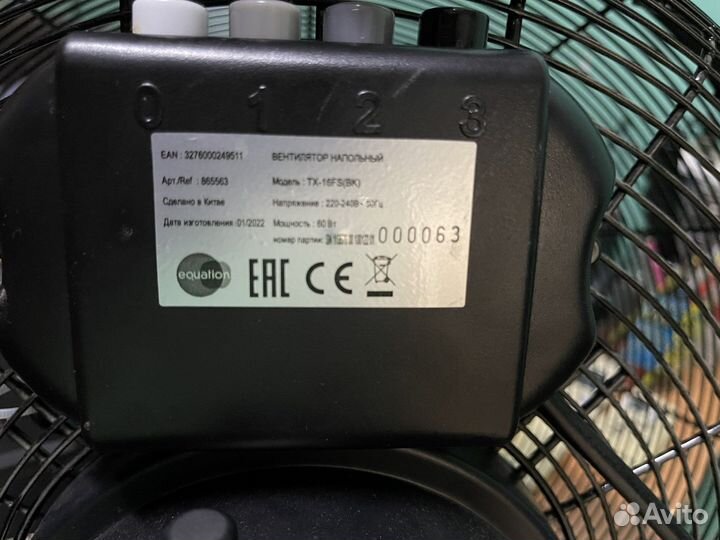 0 1 2 3
EAN : 3276000249511 ВЕНТИЛЯТОР НАПОЛЬНЫЙ
Арт./Ref : 865563 Модель : TX-16FS(BK)
Сделано в Китае Напряжение : 220-240В~ 50Гц
Дата изготовления :01/2022 Мощность : 60 Вт
номер партии: 000063
equation EAC CE
Avito